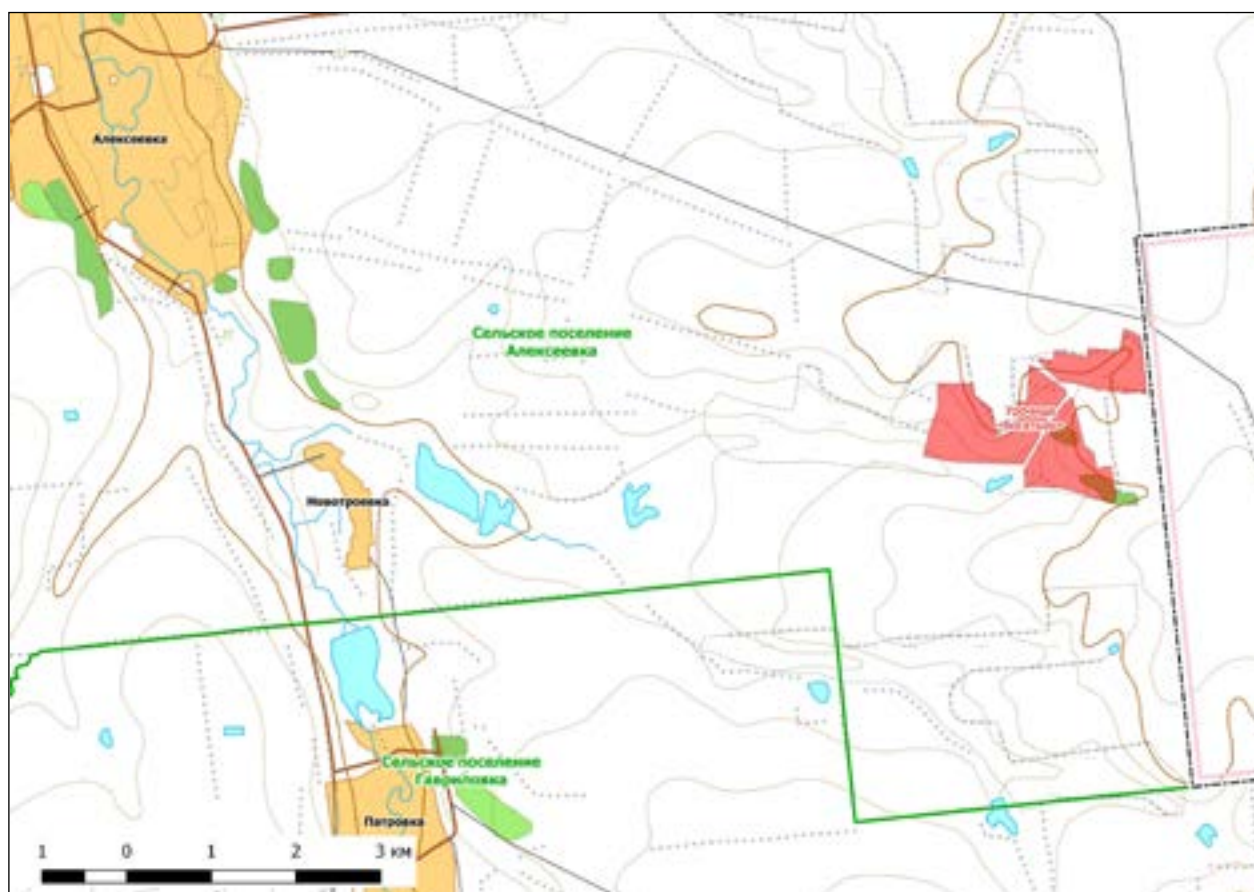 Алексеевка
Сельское поселение
Алексеевка
Новотроевка
Сельское поселение
Гавриловка
Патровка
1 0 1 2 3 км